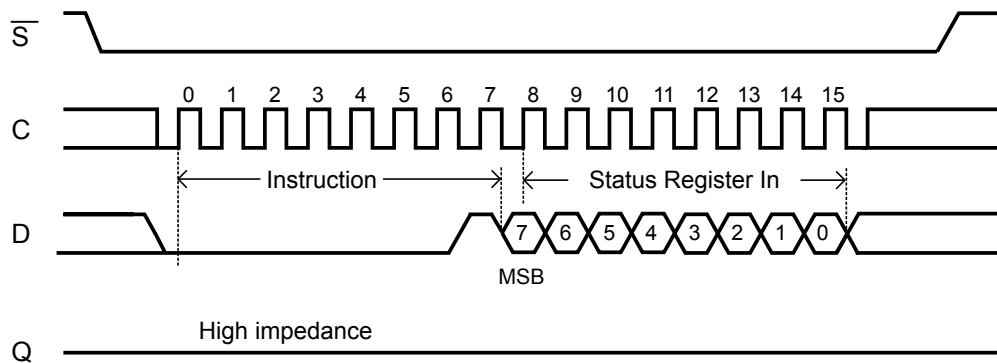 S
0 1 2 3 4 5 6 7 8 9 10 11 12 13 14 15
C
Instruction Status Register In
D 7 6 5 4 3 2 1 0
MSB
High impedance
Q